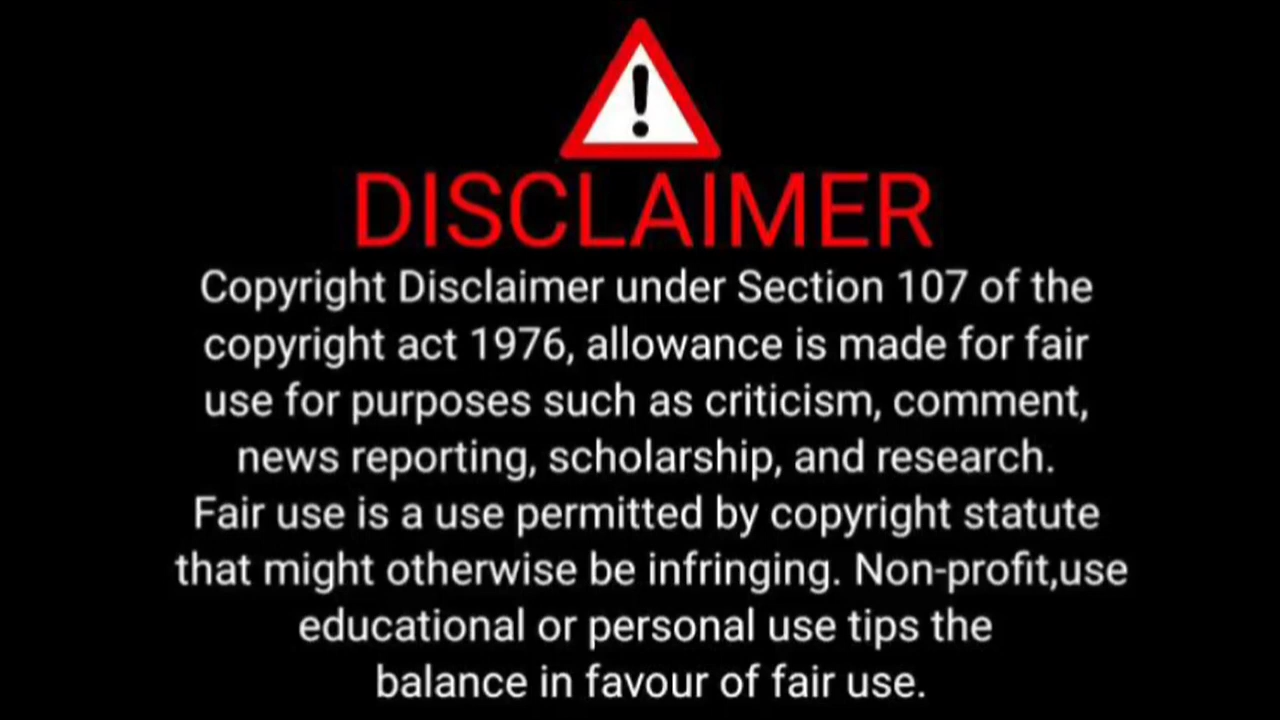 DISCLAIMER
Copyright Disclaimer under Section 107 of the
copyright act 1976, allowance is made for fair
use for purposes such as criticism, comment,
news reporting, scholarship, and research.
Fair use is a use permitted by copyright statute
that might otherwise be infringing. Non-profit,use
educational or personal use tips the
balance in favour of fair use.